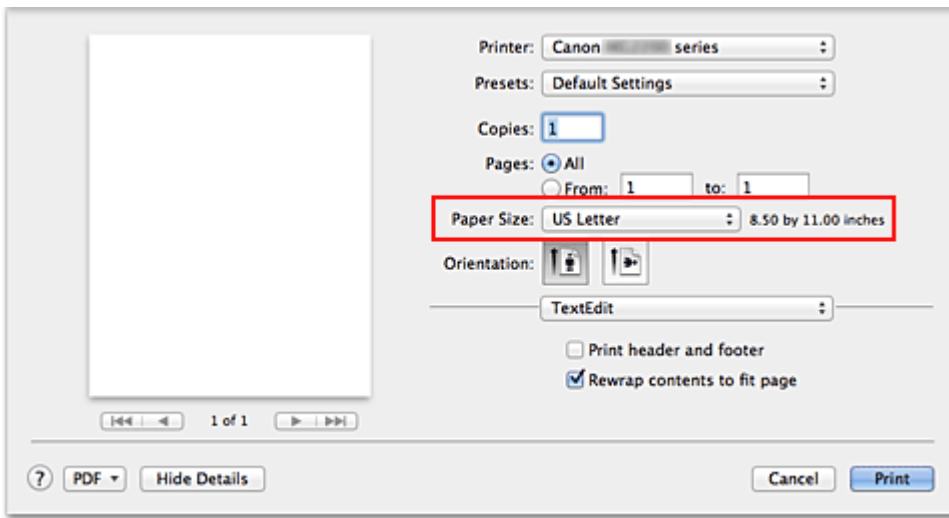 Printer: Canon series
Presets: Default Settings
Copies: 1
Pages: All
From: 1 to: 1
Paper Size: US Letter 8.50 by 11.00 inches
Orientation:
TextEdit
Print header and footer
Rewrap contents to fit page
1 of 1
? PDF Hide Details Cancel Print